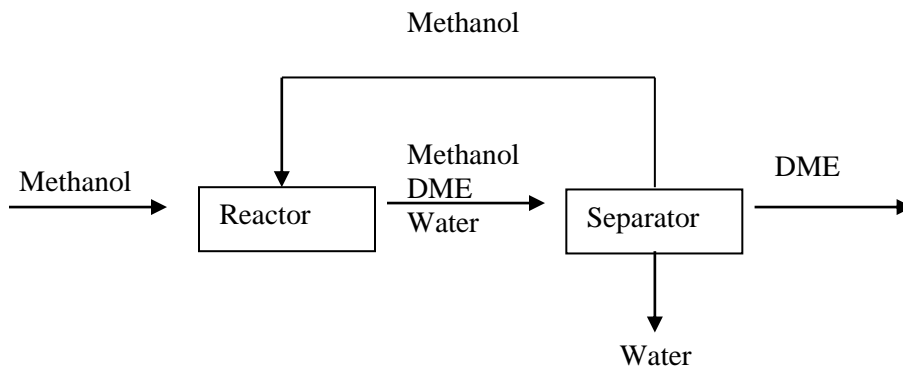 Methanol
Methanol
Reactor
Methanol
DME
Water
Separator
DME
Water